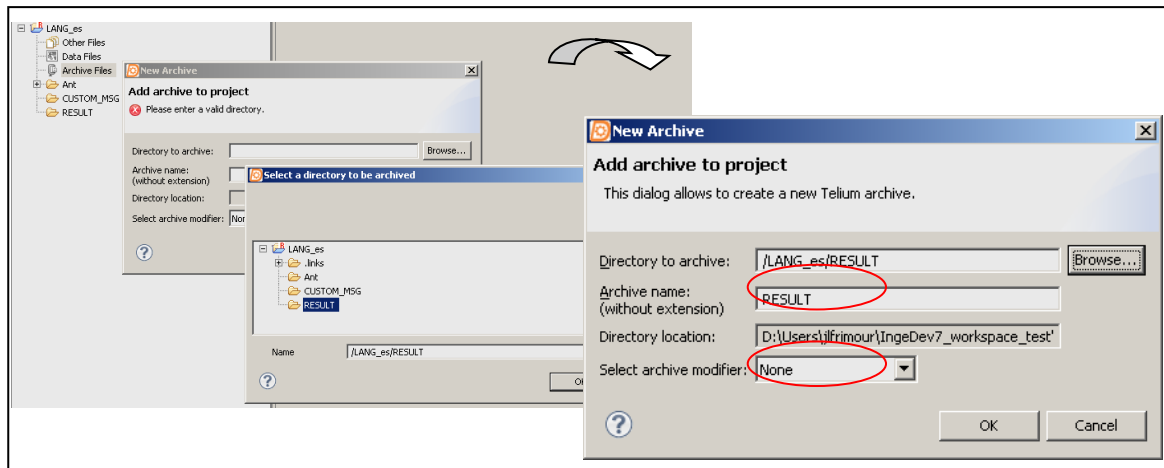 LANG_es
Other Files
Data Files
Archive Files
Ant
CUSTOM_MSG
RESULT
New Archive
Add archive to project
Please enter a valid directory.
Directory to archive:
Browse...
Archive name:
(without extension)
Directory location:
Select archive modifier:
Select a directory to be archived
LANG_es
.links
Ant
CUSTOM_MSG
RESULT
Name /LANG_es/RESULT
New Archive
Add archive to project
This dialog allows to create a new Telium archive.
Directory to archive: /LANG_es/RESULT Browse...
Archive name: RESULT
(without extension)
Directory location: D:\Users\jlfrimour\IngeDev7_workspace_test'
Select archive modifier: None
OK Cancel